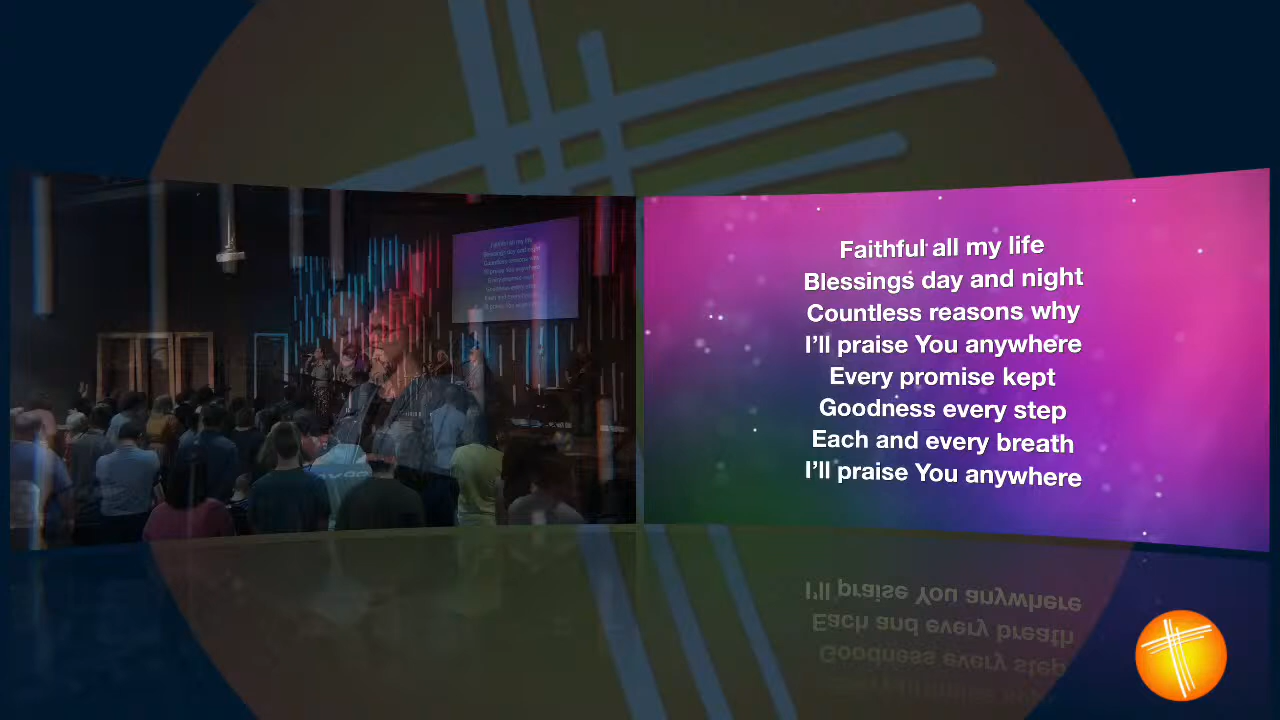 Faithful all my life
Blessings day and night
Countless reasons why
I'll praise You anywhere
Every promise kept
Goodness every step
Each and every breath
I'll praise You anywhere